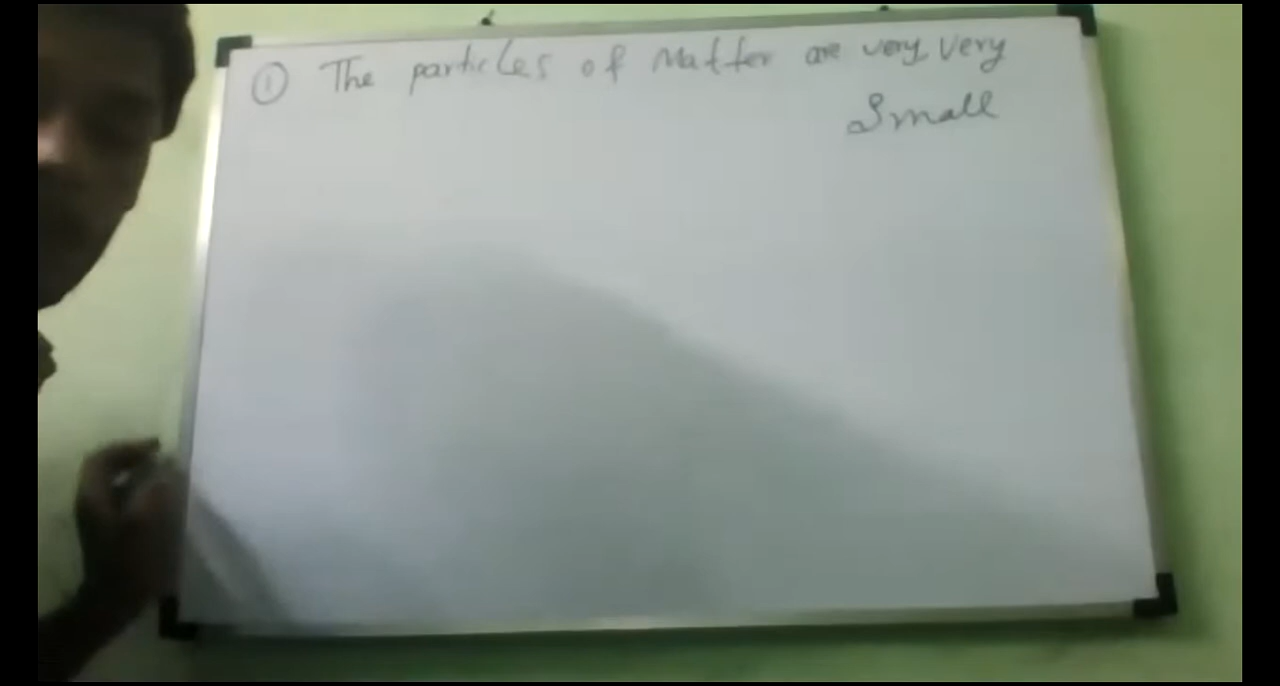 ① The particles of Matter are very, very
Small